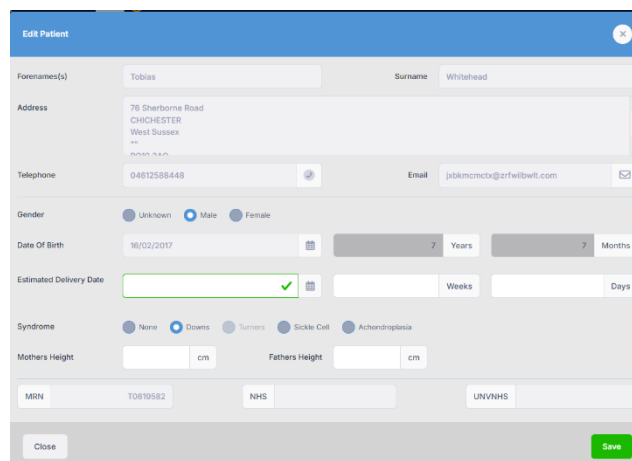 Edit Patient
Forenames(s) Tobias Surname Whitehead
Address 76 Sherborne Road
CHICHESTER
West Sussex
**
Telephone 04612588448 Email jxbkmcmctx@zrfwilbwlt.com
Gender Unknown Male Female
Date Of Birth 16/02/2017 7 Years 7 Months
Estimated Delivery Date Weeks Days
Syndrome None Downs Turners Sickle Cell Achondroplasia
Mothers Height cm Fathers Height cm
MRN T0819582 NHS UNVNHS
Close Save